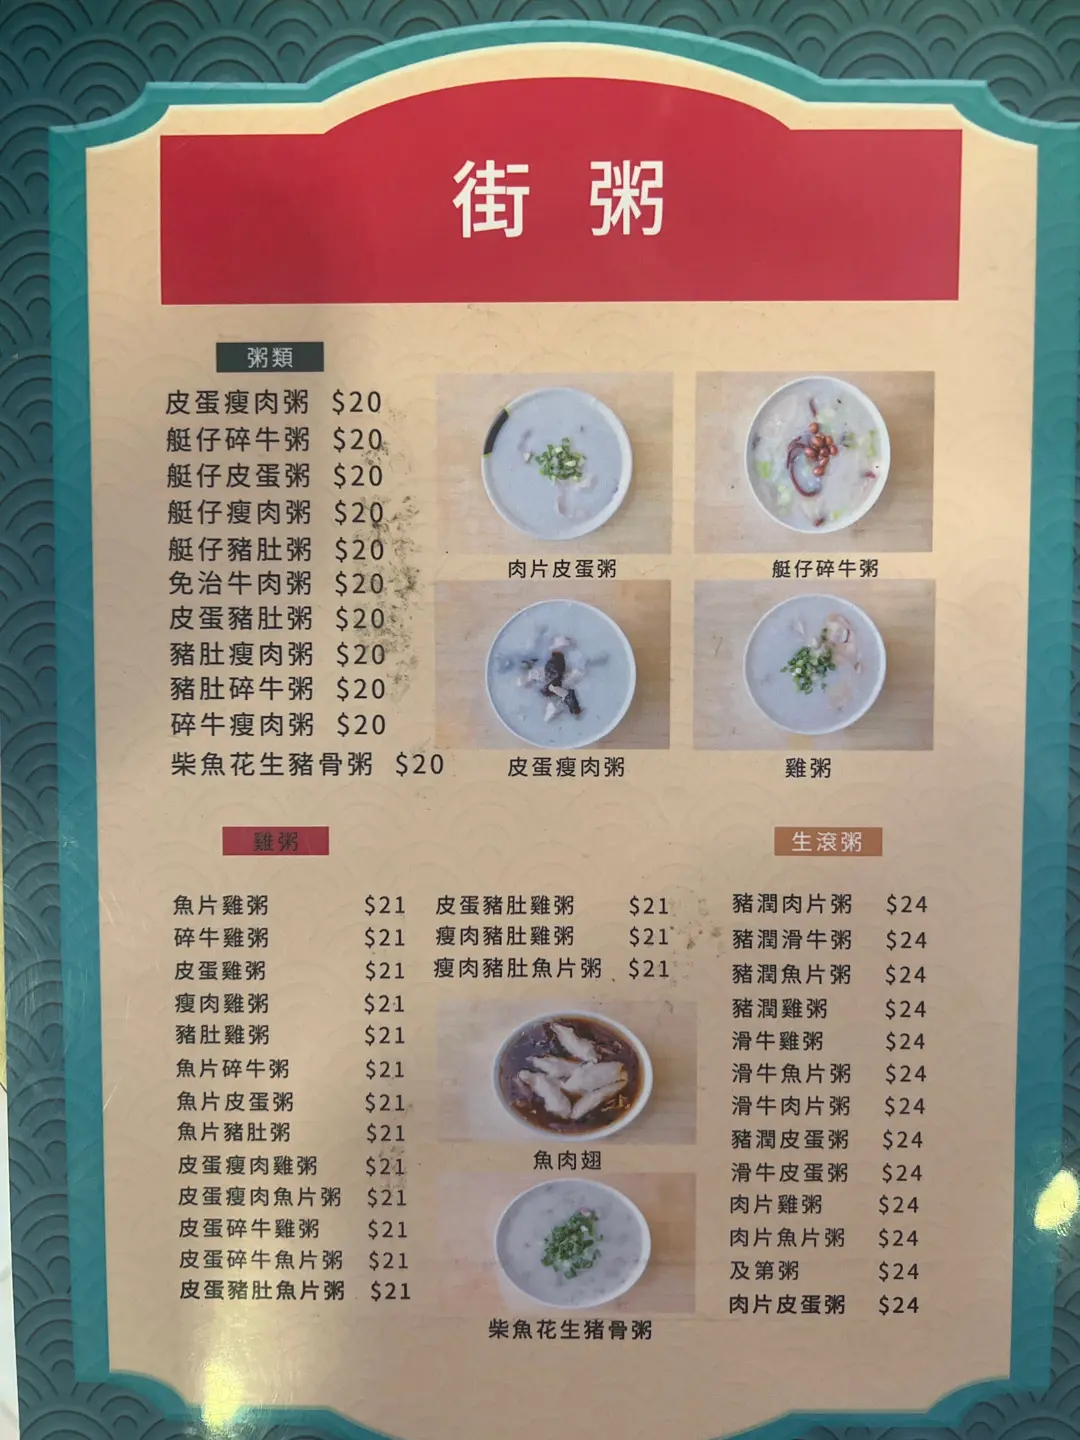 街 粥
粥類
皮蛋瘦肉粥 $20
艇仔碎牛粥 $20
艇仔皮蛋粥 $20
艇仔瘦肉粥 $20
艇仔豬肚粥 $20
免治牛肉粥 $20
皮蛋豬肚粥 $20
豬肚瘦肉粥 $20
豬肚碎牛粥 $20
碎牛瘦肉粥 $20
柴魚花生豬骨粥 $20
肉片皮蛋粥
艇仔碎牛粥
皮蛋瘦肉粥
雞粥
雞粥
魚片雞粥 $21
碎牛雞粥 $21
皮蛋雞粥 $21
瘦肉雞粥 $21
豬肚雞粥 $21
魚片碎牛粥 $21
魚片皮蛋粥 $21
魚片豬肚粥 $21
皮蛋瘦肉雞粥 $21
皮蛋瘦肉魚片粥 $21
皮蛋碎牛雞粥 $21
皮蛋碎牛魚片粥 $21
皮蛋豬肚魚片粥 $21
皮蛋豬肚雞粥 $21
瘦肉豬肚雞粥 $21
瘦肉豬肚魚片粥 $21
魚肉翅
柴魚花生猪骨粥
生滾粥
豬潤肉片粥 $24
豬潤滑牛粥 $24
豬潤魚片粥 $24
豬潤雞粥 $24
滑牛雞粥 $24
滑牛魚片粥 $24
滑牛肉片粥 $24
豬潤皮蛋粥 $24
滑牛皮蛋粥 $24
肉片雞粥 $24
肉片魚片粥 $24
及第粥 $24
肉片皮蛋粥 $24